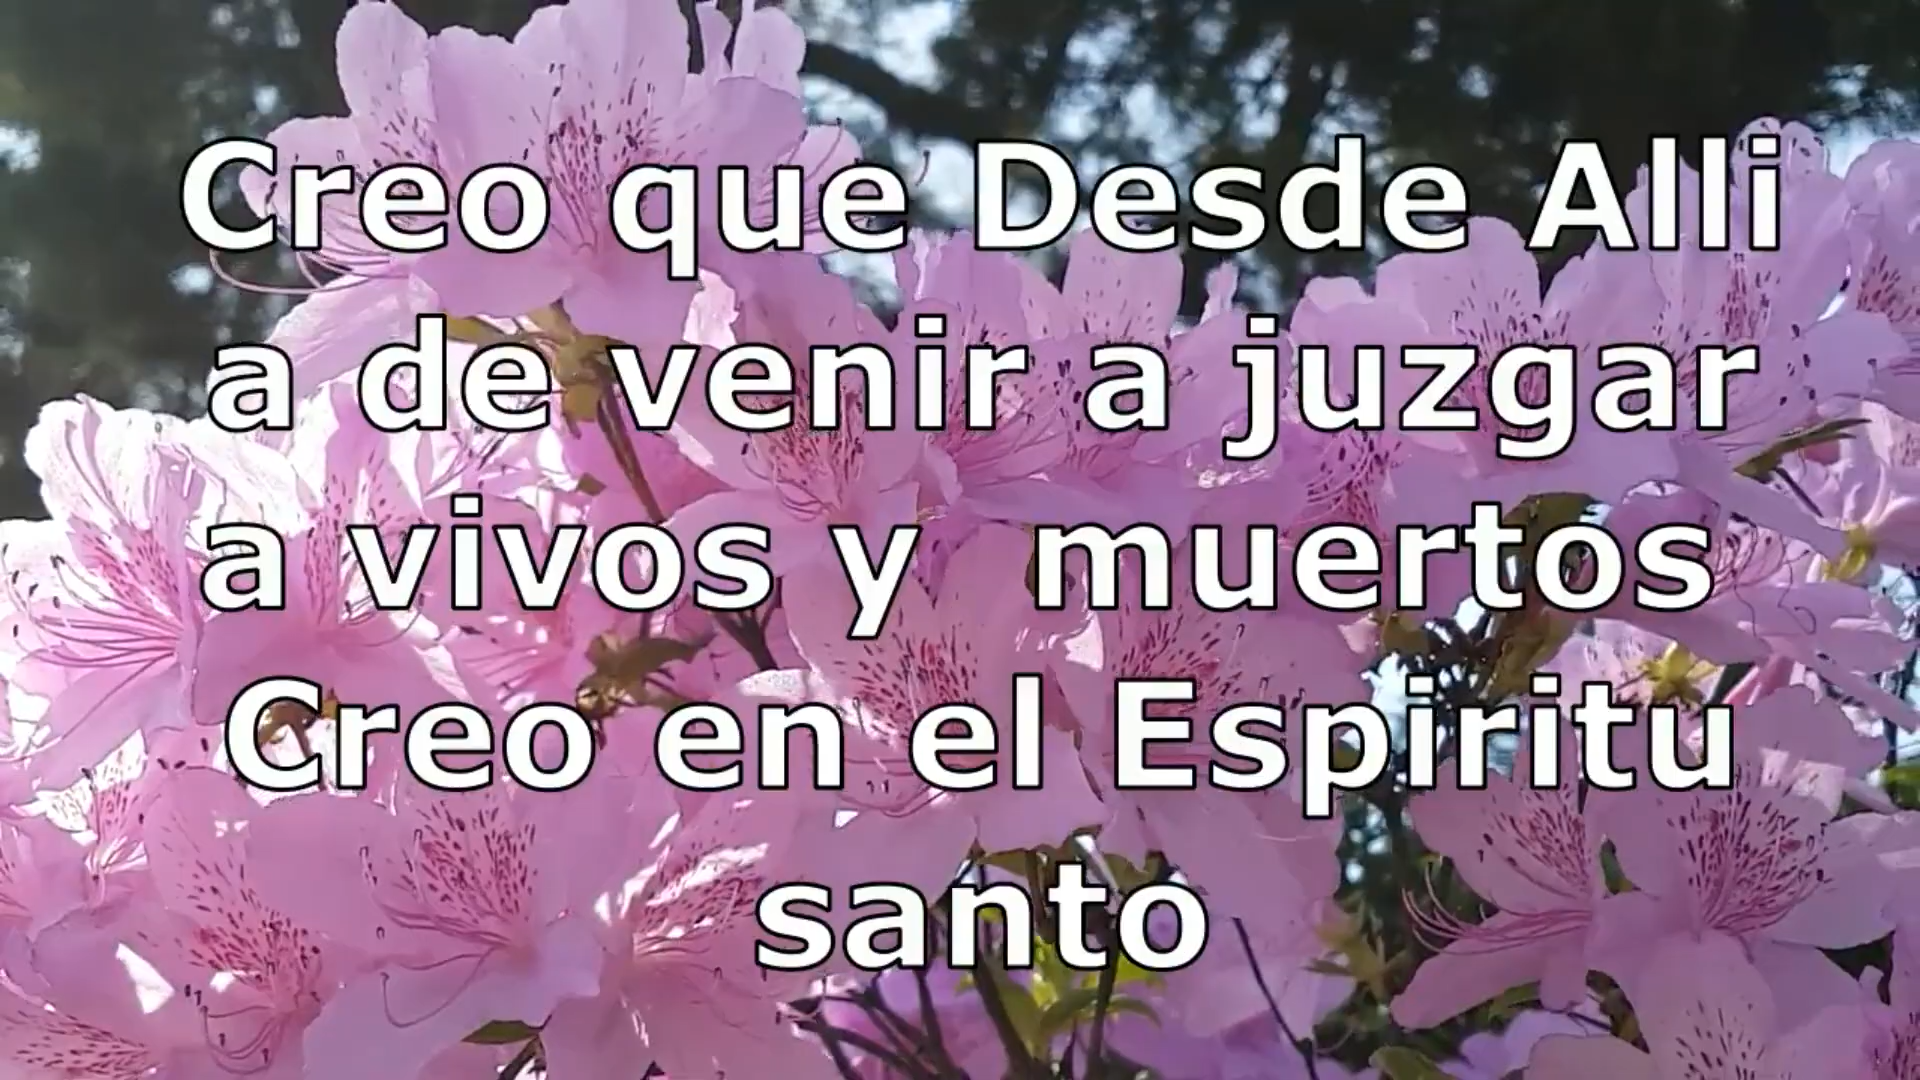 Creo que Desde Alli
a de venir a juzgar
a vivos y muertos
Creo en el Espiritu
santo